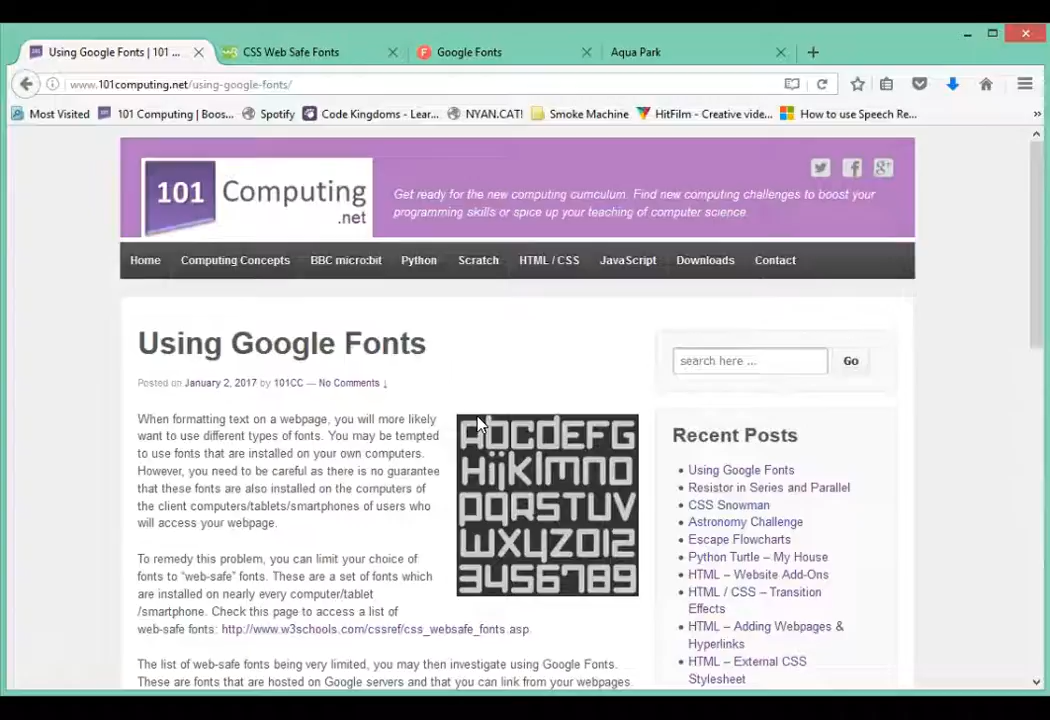 Using Google Fonts | 101 ...
CSS Web Safe Fonts
Google Fonts
Aqua Park
www.101computing.net/using-google-fonts/
Most Visited
101 Computing | Boos...
Spotify
Code Kingdoms - Lear...
NYAN.CAT!
Smoke Machine
HitFilm - Creative vide...
How to use Speech Re...
101 Computing
.net
Get ready for the new computing curriculum. Find new computing challenges to boost your
programming skills or spice up your teaching of computer science.
Home
Computing Concepts
BBC micro:bit
Python
Scratch
HTML / CSS
JavaScript
Downloads
Contact
Using Google Fonts
Posted on January 2, 2017 by 101CC — No Comments ↓
When formatting text on a webpage, you will more likely
want to use different types of fonts. You may be tempted
to use fonts that are installed on your own computers.
However, you need to be careful as there is no guarantee
that these fonts are also installed on the computers of
the client computers/tablets/smartphones of users who
will access your webpage.
ABCdEFG
HijklmnO
pqrSTUV
WXYZ012
3456789
To remedy this problem, you can limit your choice of
fonts to “web-safe” fonts. These are a set of fonts which
are installed on nearly every computer/tablet
/smartphone. Check this page to access a list of
web-safe fonts: http://www.w3schools.com/cssref/css_websafe_fonts.asp.
The list of web-safe fonts being very limited, you may then investigate using Google Fonts.
These are fonts that are hosted on Google servers and that you can link from your webpages.
search here ...
Go
Recent Posts
Using Google Fonts
Resistor in Series and Parallel
CSS Snowman
Astronomy Challenge
Escape Flowcharts
Python Turtle – My House
HTML – Website Add-Ons
HTML / CSS – Transition
Effects
HTML – Adding Webpages &
Hyperlinks
HTML – External CSS
Stylesheet